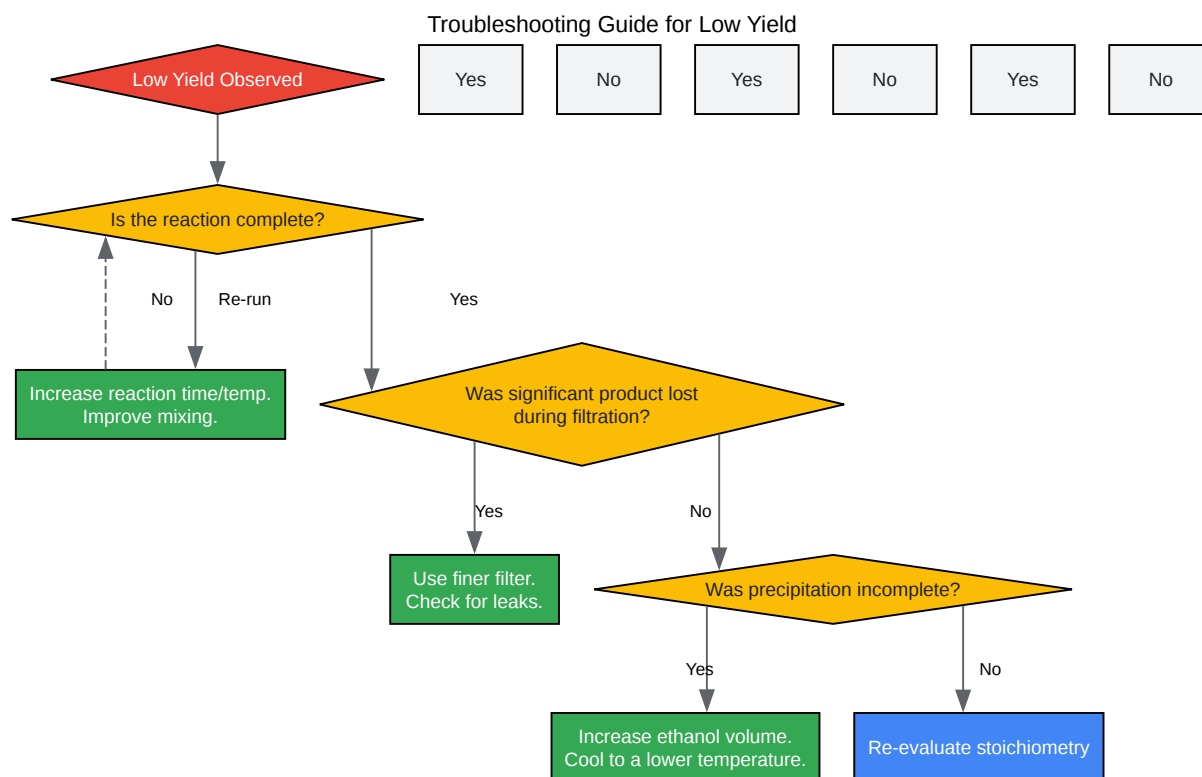 Troubleshooting Guide for Low Yield
Low Yield Observed
Yes
No
Yes
No
Yes
No
Is the reaction complete?
No
Re-run
Yes
Increase reaction time/temp.
Improve mixing.
Was significant product lost
during filtration?
Yes
No
Use finer filter.
Check for leaks.
Was precipitation incomplete?
Yes
No
Increase ethanol volume.
Cool to a lower temperature.
Re-evaluate stoichiometry